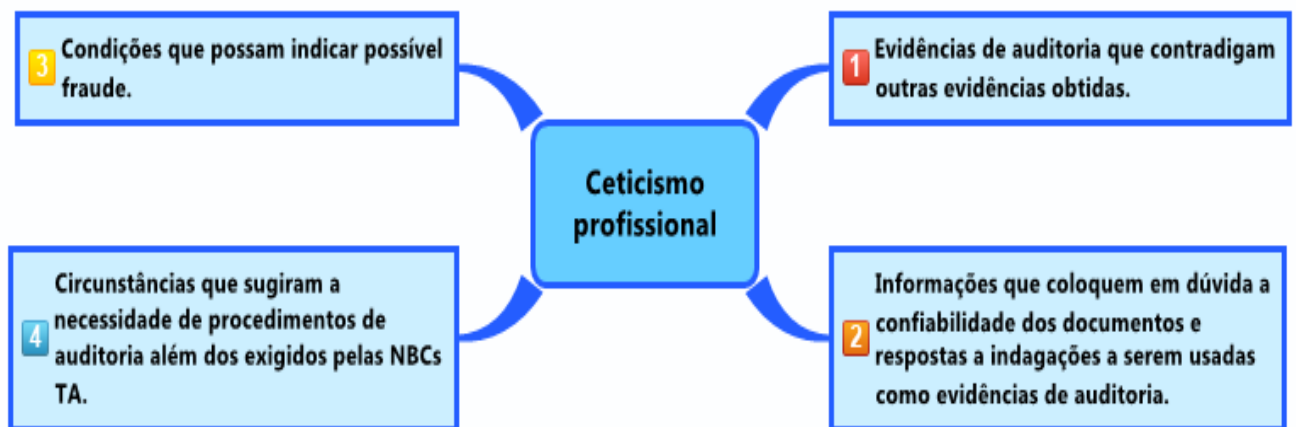 3 Condições que possam indicar possível
fraude.
1 Evidências de auditoria que contradigam
outras evidências obtidas.
Ceticismo
profissional
4 Circunstâncias que sugiram a
necessidade de procedimentos de
auditoria além dos exigidos pelas NBCs
TA.
2 Informações que coloquem em dúvida a
confiabilidade dos documentos e
respostas a indagações a serem usadas
como evidências de auditoria.